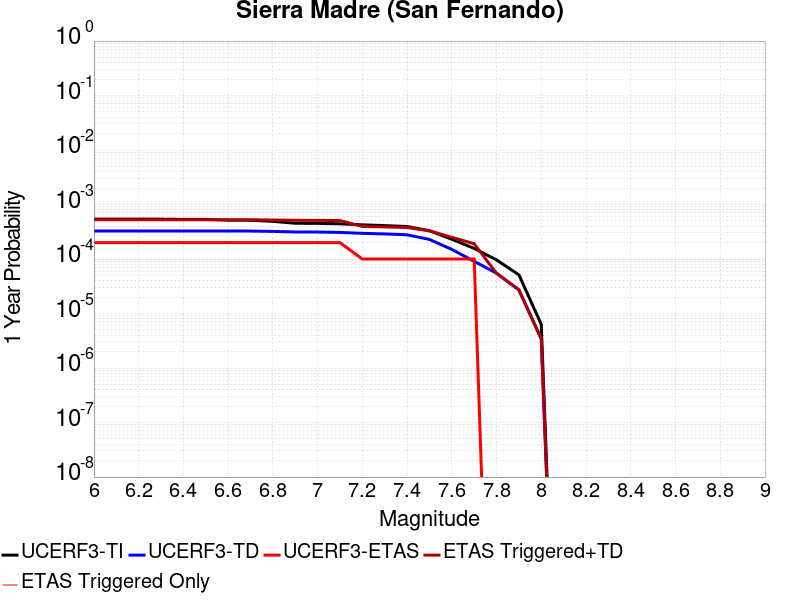 Sierra Madre (San Fernando)
10^0
10^-1
10^-2
10^-3
10^-4
10^-5
10^-6
10^-7
10^-8
1 Year Probability
6 6.2 6.4 6.6 6.8 7 7.2 7.4 7.6 7.8 8 8.2 8.4 8.6 8.8 9
Magnitude
UCERF3-TI UCERF3-TD UCERF3-ETAS ETAS Triggered+TD
ETAS Triggered Only